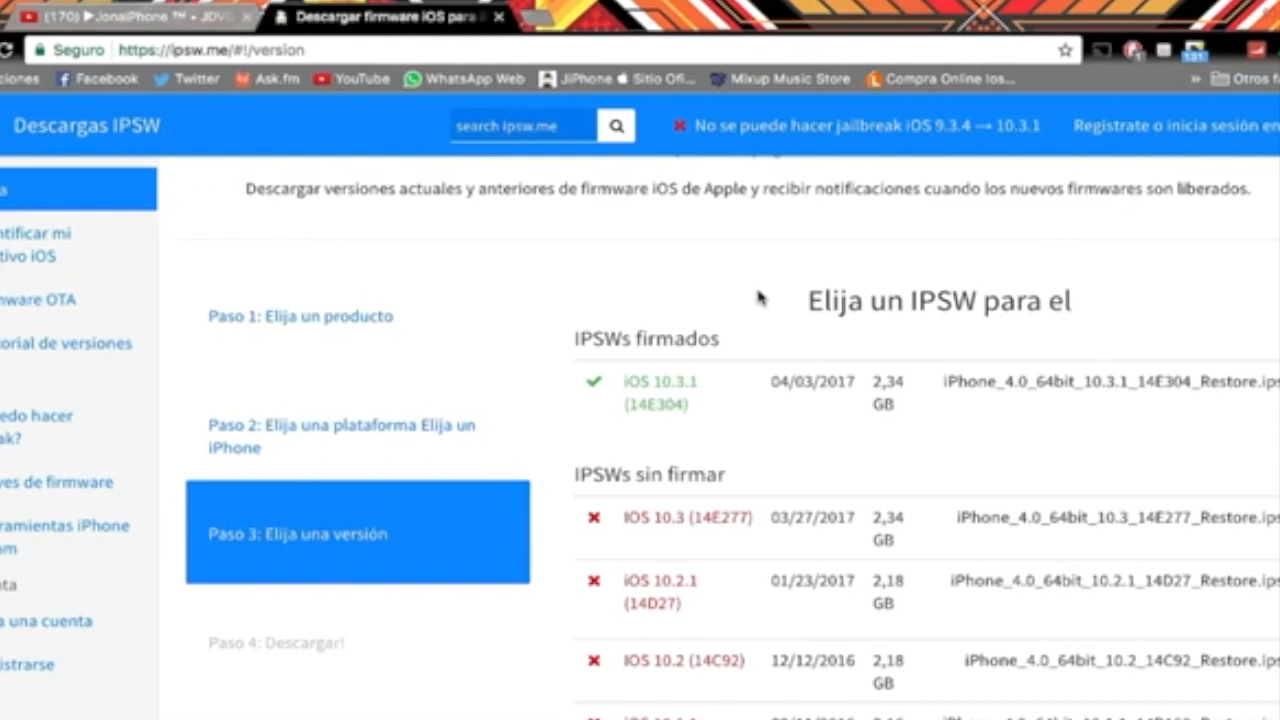 (170) ▶JonaiPhone ™ • JDV
Descargar firmware iOS para
Seguro https://ipsw.me/#!/version
ciones Facebook Twitter Ask.fm YouTube WhatsApp Web JiPhone Sitio Ofi... Mixup Music Store Compra Online los... » Otros f
Descargas IPSW
search ipsw.me
No se puede hacer jailbreak iOS 9.3.4 → 10.3.1
Registrate o inicia sesión en
a
ntificar mi
tivo iOS
nware OTA
orial de versiones
edo hacer
ak?
ves de firmware
ramientas iPhone
am
ta
a una cuenta
istrarse
Descargar versiones actuales y anteriores de firmware iOS de Apple y recibir notificaciones cuando los nuevos firmwares son liberados.
Paso 1: Elija un producto
Paso 2: Elija una plataforma Elija un
iPhone
Paso 3: Elija una versión
Paso 4: Descargar!
Elija un IPSW para el
IPSWs firmados
iOS 10.3.1 04/03/2017 2,34 iPhone_4.0_64bit_10.3.1_14E304_Restore.ips
(14E304) GB
IPSWs sin firmar
iOS 10.3 (14E277) 03/27/2017 2,34 iPhone_4.0_64bit_10.3_14E277_Restore.ips
GB
iOS 10.2.1 01/23/2017 2,18 iPhone_4.0_64bit_10.2.1_14D27_Restore.ips
(14D27) GB
iOS 10.2 (14C92) 12/12/2016 2,18 iPhone_4.0_64bit_10.2_14C92_Restore.ips
GB